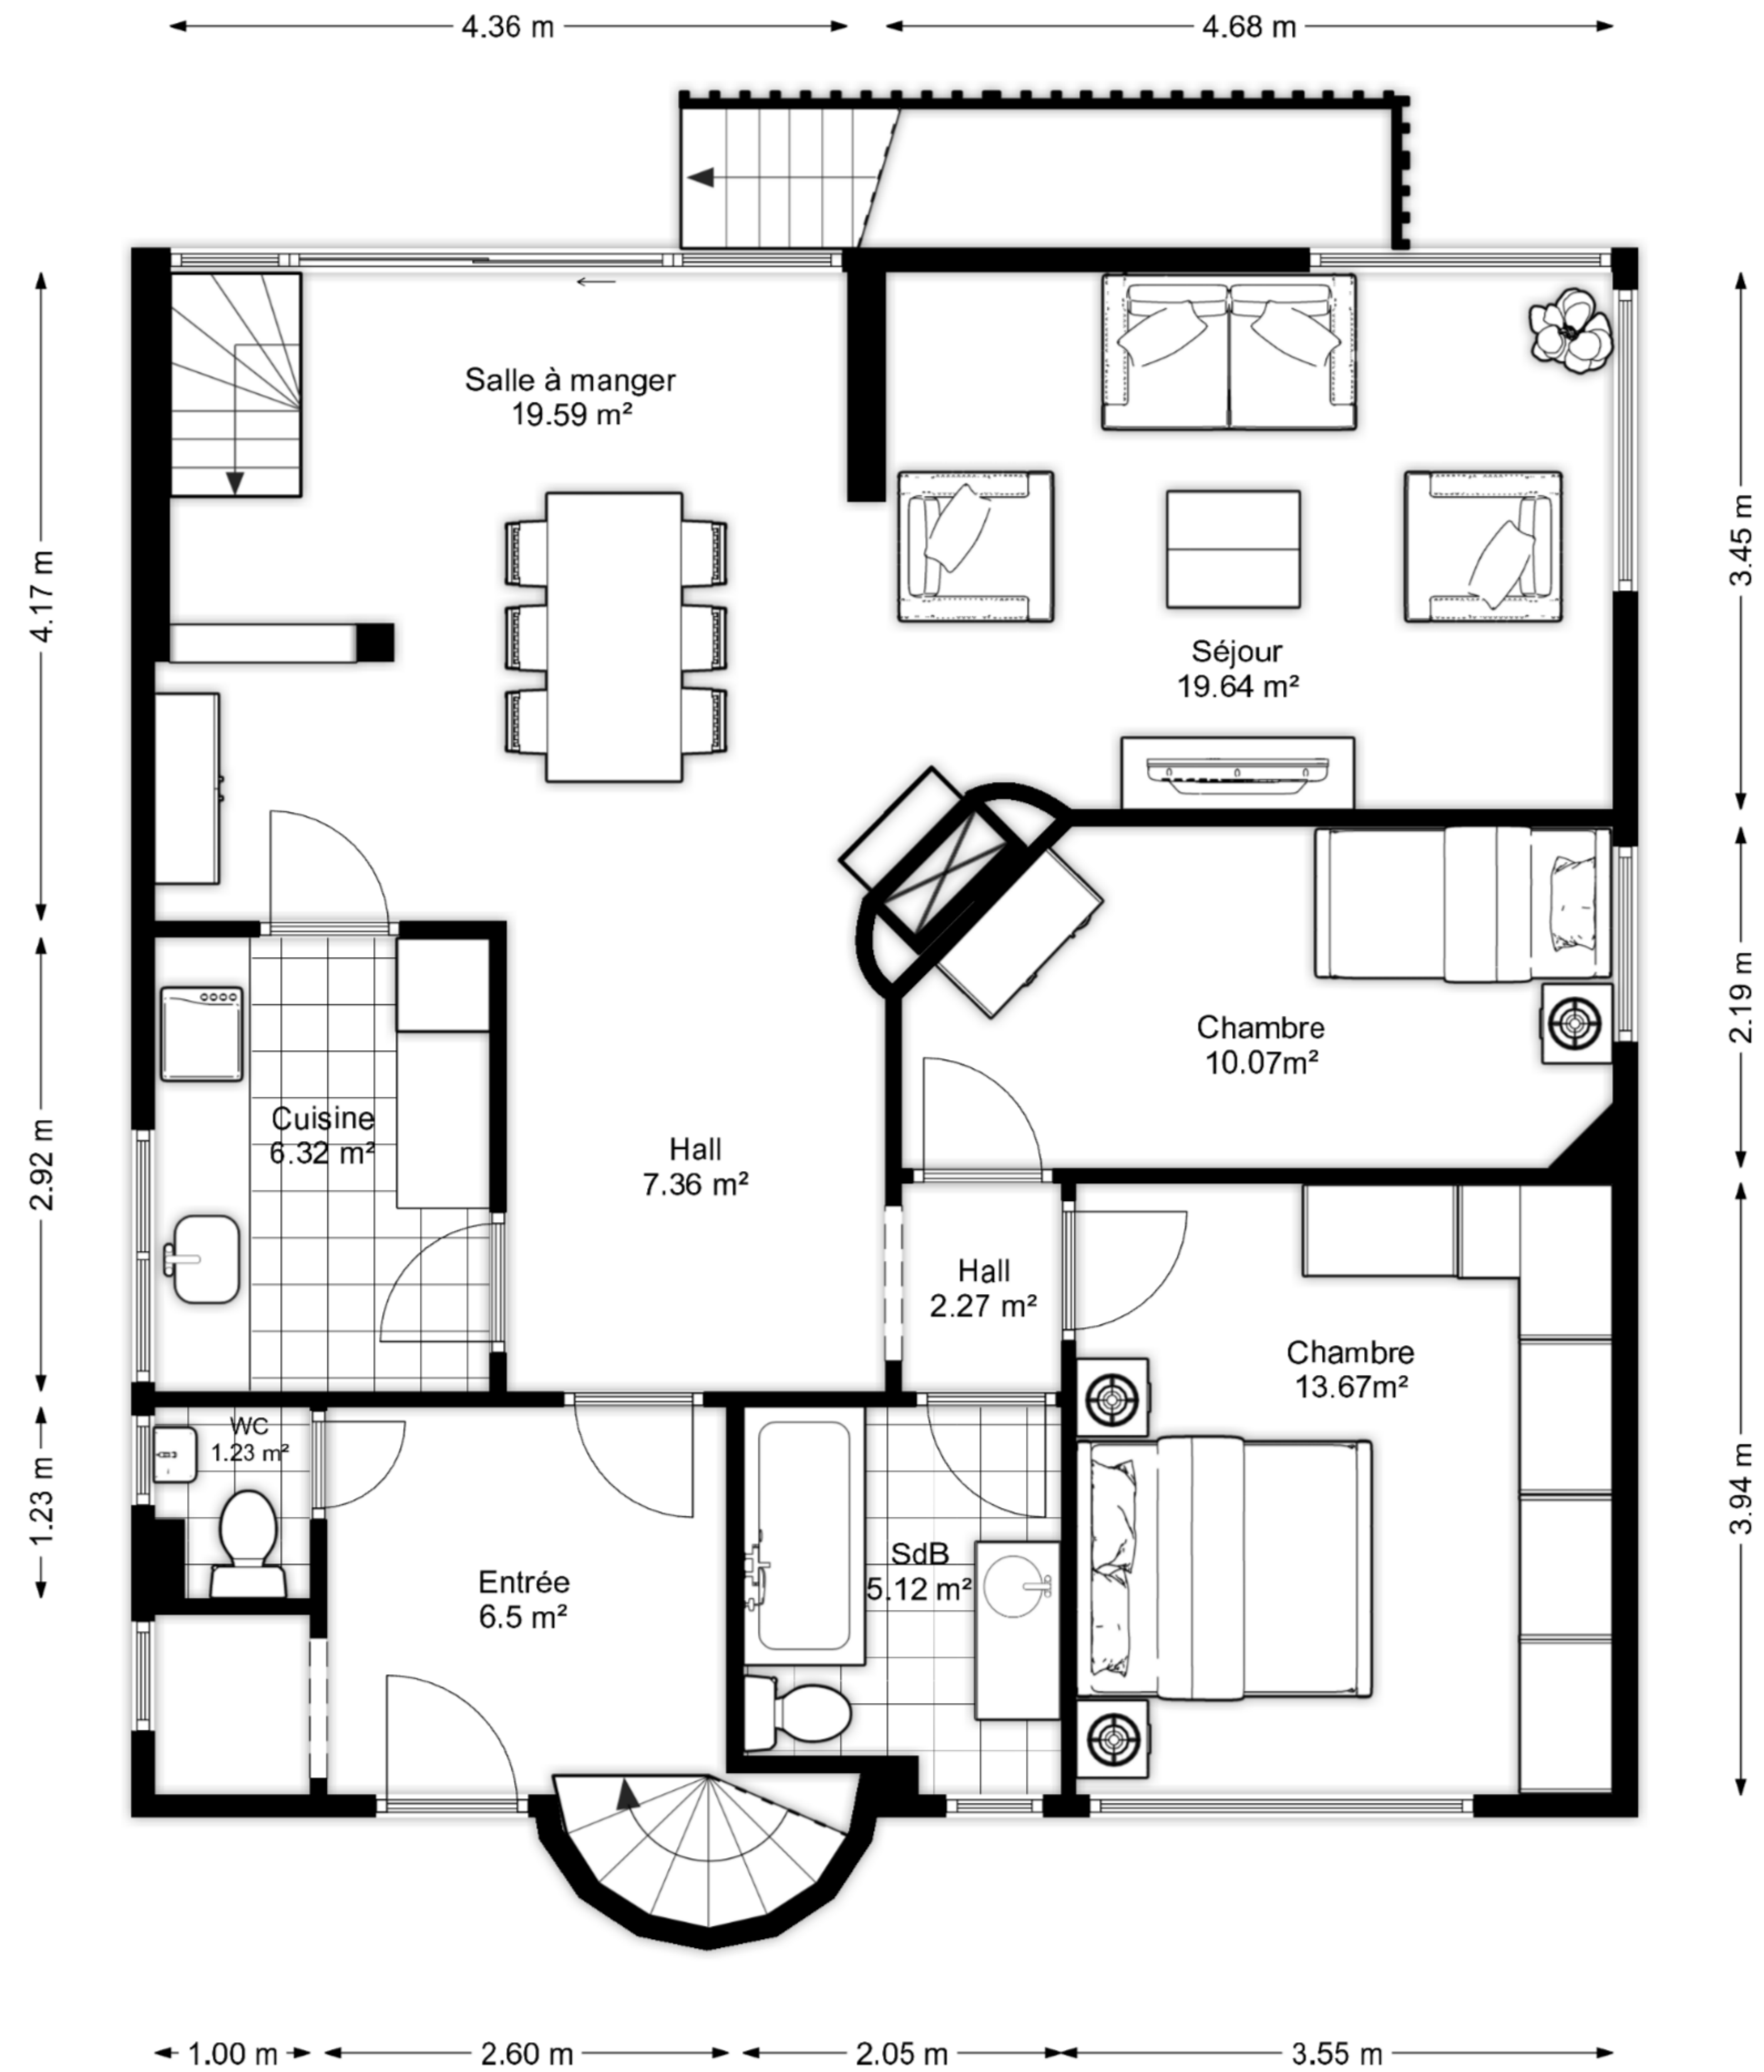 4.36 m
4.68 m
Salle à manger
19.59 m²
4.17 m
3.45 m
Séjour
19.64 m²
Chambre
10.07m²
2.19 m
Cuisine
6.32 m²
2.92 m
Hall
7.36 m²
Hall
2.27 m²
Chambre
13.67m²
WC
1.23 m²
1.23 m
3.94 m
SdB
5.12 m²
Entrée
6.5 m²
1.00 m
2.60 m
2.05 m
3.55 m